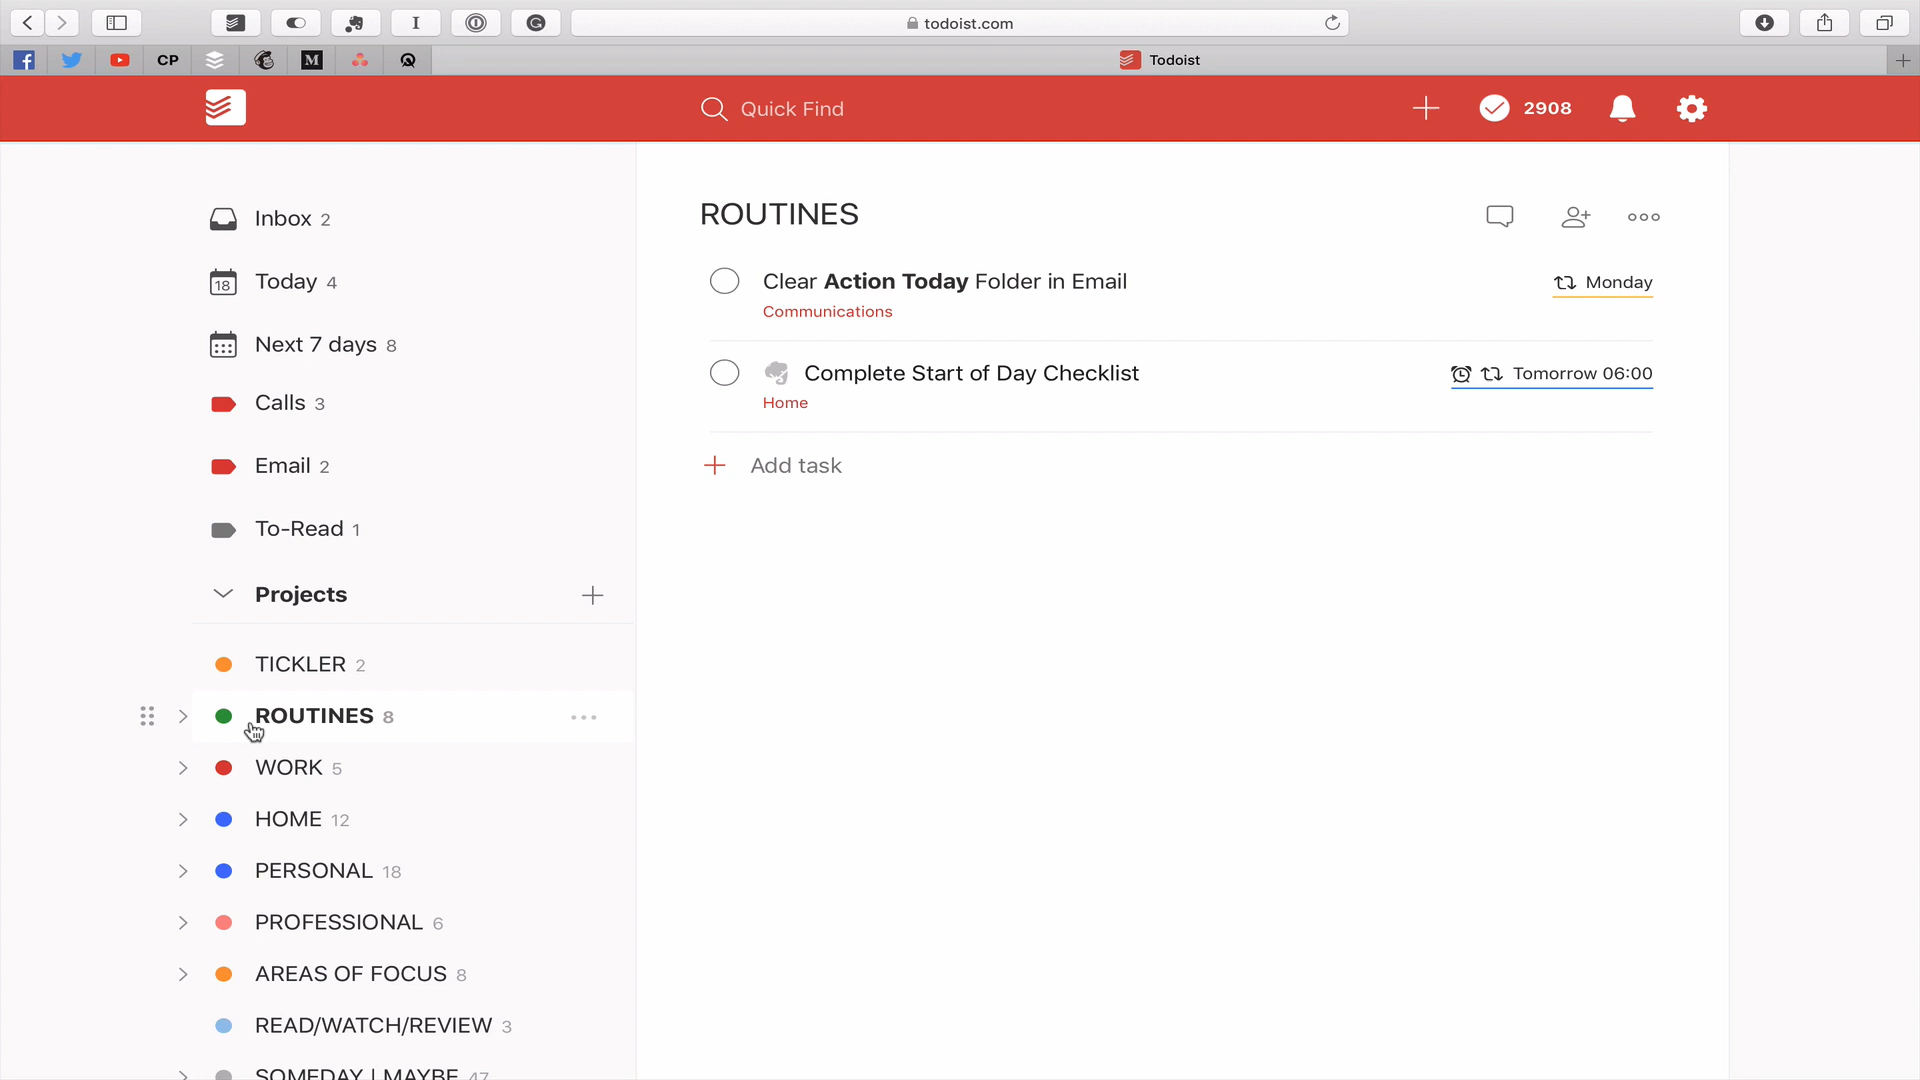 todoist.com
CP
M
Todoist
Quick Find
2908
Inbox 2
18
Today 4
Next 7 days 8
Calls 3
Email 2
To-Read 1
Projects
TICKLER 2
ROUTINES 8
WORK 5
HOME 12
PERSONAL 18
PROFESSIONAL 6
AREAS OF FOCUS 8
READ/WATCH/REVIEW 3
SOMEDAY | MAYBE 47
ROUTINES
Clear Action Today Folder in Email
Monday
Communications
Complete Start of Day Checklist
Tomorrow 06:00
Home
Add task